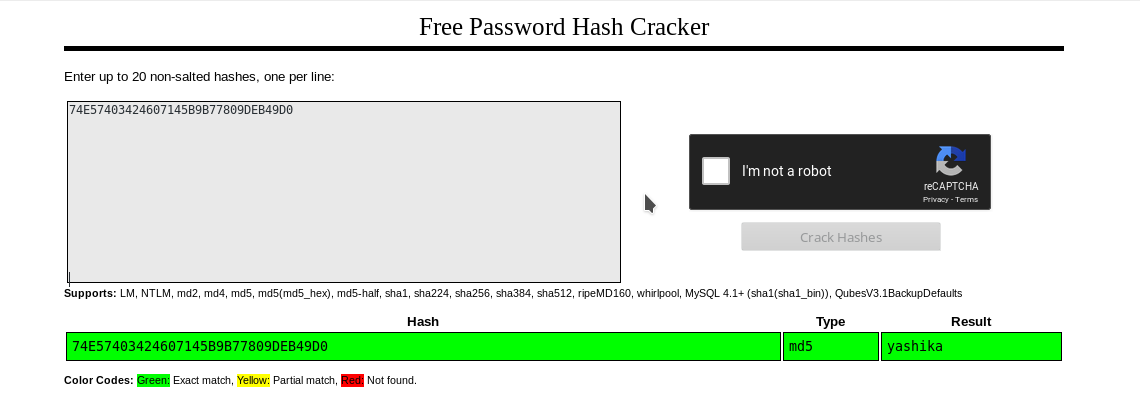 Free Password Hash Cracker
Enter up to 20 non-salted hashes, one per line:
74E57403424607145B9B77809DEB49D0
I'm not a robot
reCAPTCHA
Privacy - Terms
Crack Hashes
Supports: LM, NTLM, md2, md4, md5, md5(md5_hex), md5-half, sha1, sha224, sha256, sha384, sha512, ripeMD160, whirlpool, MySQL 4.1+ (sha1(sha1_bin)), QubesV3.1BackupDefaults
Hash Type Result
74E57403424607145B9B77809DEB49D0 md5 yashika
Color Codes: Green: Exact match, Yellow: Partial match, Red: Not found.